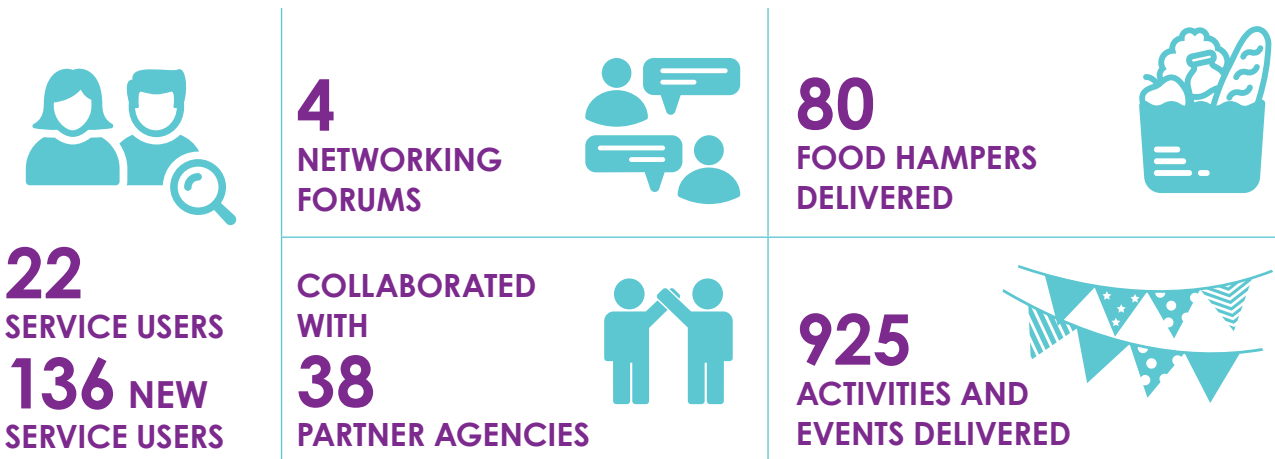 22
SERVICE USERS
136 NEW
SERVICE USERS
4
NETWORKING
FORUMS
COLLABORATED
WITH
38
PARTNER AGENCIES
80
FOOD HAMPERS
DELIVERED
925
ACTIVITIES AND
EVENTS DELIVERED